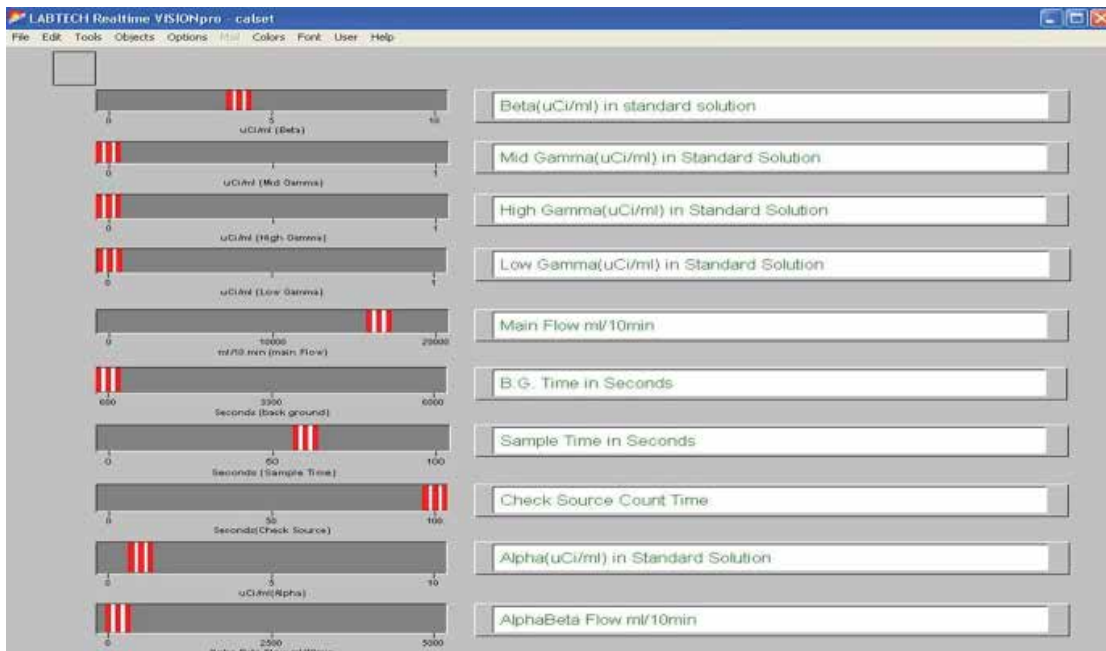 LABTECH Realtime VISIONpro - calset
File Edit Tools Objects Options Colors Font User Help
0 5 10
uCi/ml (Beta)
Beta(uCi/ml) in standard solution
0 1
uCi/ml (Mid Gamma)
Mid Gamma(uCi/ml) in Standard Solution
0 1
uCi/ml (High Gamma)
High Gamma(uCi/ml) in Standard Solution
0 1
uCi/ml (Low Gamma)
Low Gamma(uCi/ml) in Standard Solution
0 10000 20000
ml/10 min (main Flow)
Main Flow ml/10min
600 3300 6000
Seconds (back ground)
B.G. Time in Seconds
0 50 100
Seconds (Sample Time)
Sample Time in Seconds
0 50 100
Seconds(Check Source)
Check Source Count Time
0 5 10
uCi/ml(Alpha)
Alpha(uCi/ml) in Standard Solution
0 2500 5000
AlphaBeta Flow ml/10min